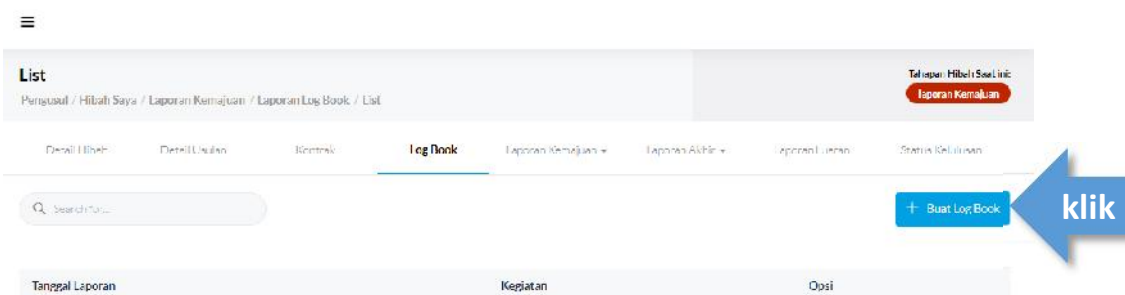 List
Tahapan Hibah Saat ini:
Pengusul / Hibah Saya / Laporan Kemajuan / Laporan Log Book / List
laporan Kemajuan
Detail Hibah Detail Usulan Kontrak Log Book Laporan Kemajuan Laporan Akhir Laporan Luaran Status Kelulusan
Search for...
+ Buat Log Book
klik
Tanggal Laporan Kegiatan Opsi